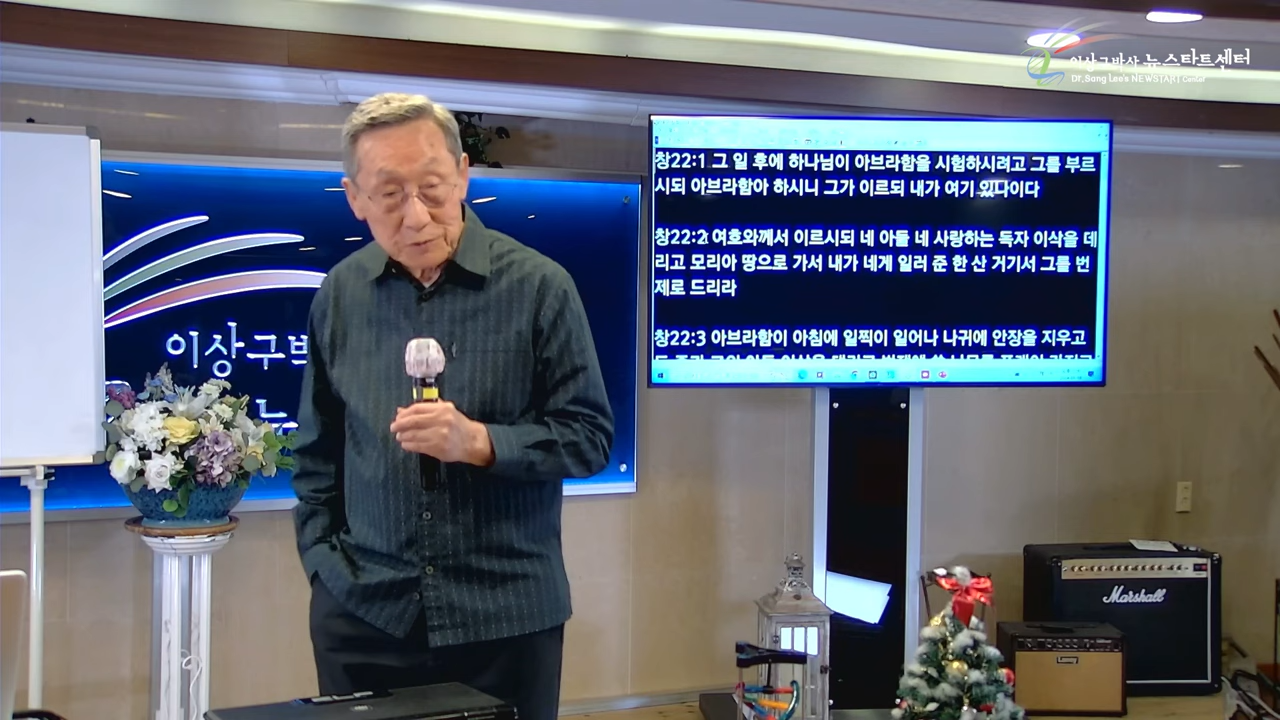 이상구박사 뉴스타트센터
Dr.Sang Lee's NEWSTART Center
창22:1 그 일 후에 하나님이 아브라함을 시험하시려고 그를 부르
시되 아브라함아 하시니 그가 이르되 내가 여기 있나이다
창22:2 여호와께서 이르시되 네 아들 네 사랑하는 독자 이삭을 데
리고 모리아 땅으로 가서 내가 네게 일러 준 한 산 거기서 그를 번
제로 드리라
창22:3 아브라함이 아침에 일찍이 일어나 나귀에 안장을 지우고
이상구
뉴
Marshall
Laney